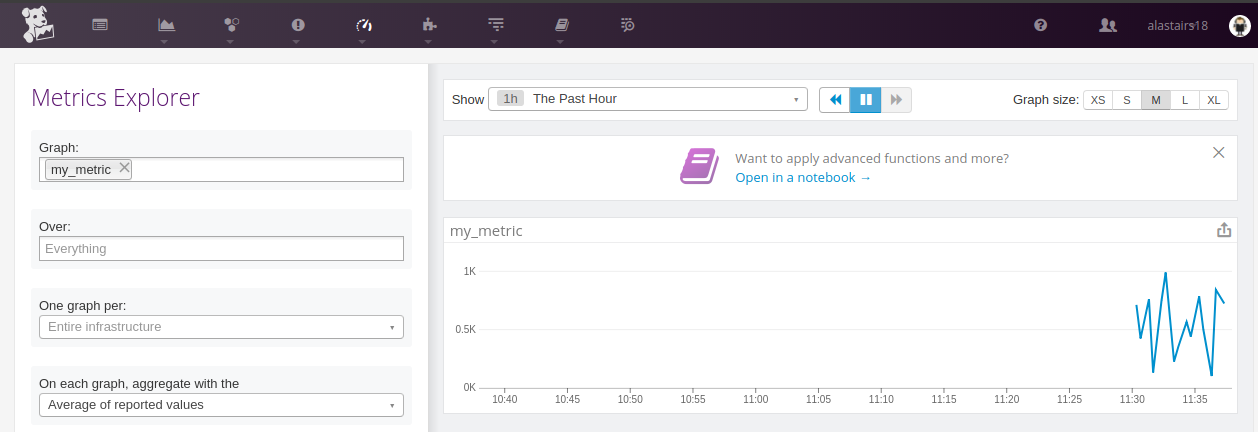 alastairs18
Metrics Explorer
Graph:
my_metric
Over:
Everything
One graph per:
Entire infrastructure
On each graph, aggregate with the
Average of reported values
Show 1h The Past Hour
Graph size: XS S M L XL
Want to apply advanced functions and more?
Open in a notebook →
my_metric
1K
0.5K
0K
10:40 10:45 10:50 10:55 11:00 11:05 11:10 11:15 11:20 11:25 11:30 11:35